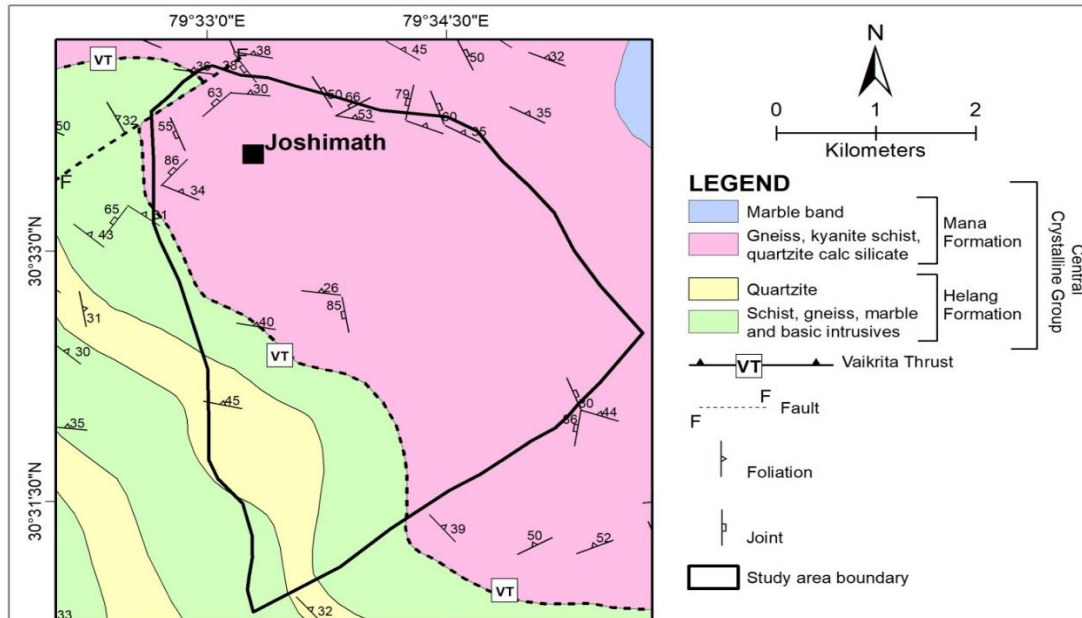 79°33'0"E
79°34'30"E
30°33'0"N
30°31'30"N
VT
F
36
38
38
45
50
32
63
30
50
66
53
79
60
35
35
50
32
55
Joshimath
86
34
F
65
31
43
26
85
31
40
VT
30
45
35
80
44
86
39
50
52
VT
32
33
N
0
1
2
Kilometers
LEGEND
Marble band
Gneiss, kyanite schist,
quartzite calc silicate
Mana
Formation
Quartzite
Schist, gneiss, marble
and basic intrusives
Helang
Formation
Central
Crystalline Group
VT
Vaikrita Thrust
F
F
Fault
Foliation
Joint
Study area boundary